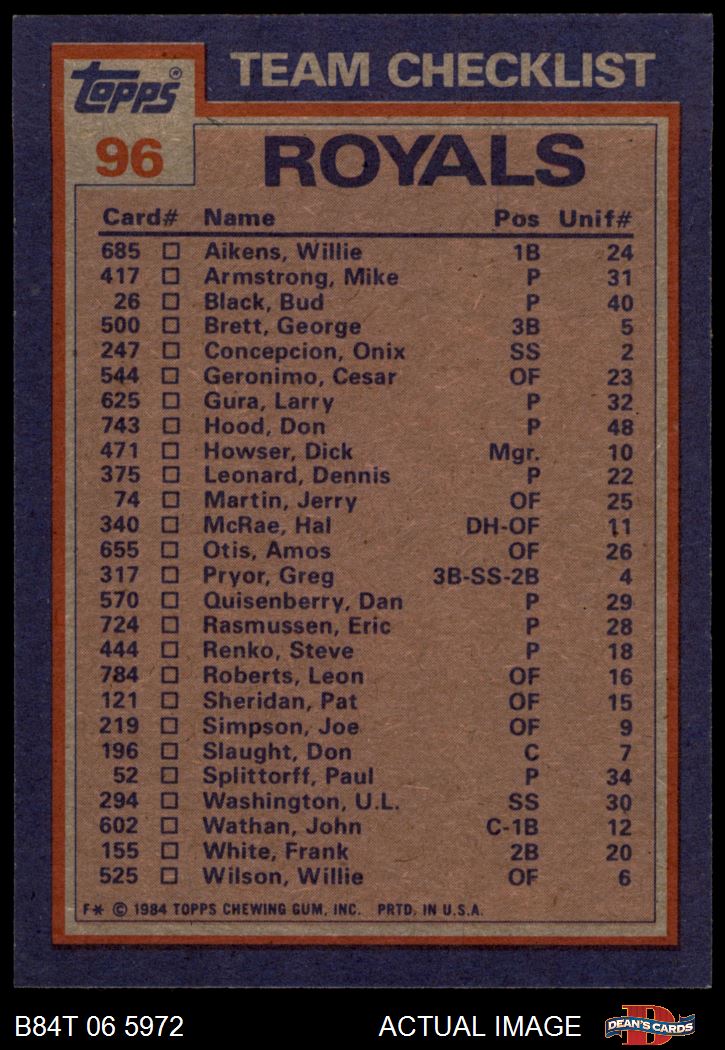 topps®
TEAM CHECKLIST
96
ROYALS
Card# Name Pos Unif#
685 Aikens, Willie 1B 24
417 Armstrong, Mike P 31
26 Black, Bud P 40
500 Brett, George 3B 5
247 Concepcion, Onix SS 2
544 Geronimo, Cesar OF 23
625 Gura, Larry P 32
743 Hood, Don P 48
471 Howser, Dick Mgr. 10
375 Leonard, Dennis P 22
74 Martin, Jerry OF 25
340 McRae, Hal DH-OF 11
655 Otis, Amos OF 26
317 Pryor, Greg 3B-SS-2B 4
570 Quisenberry, Dan P 29
724 Rasmussen, Eric P 28
444 Renko, Steve P 18
784 Roberts, Leon OF 16
121 Sheridan, Pat OF 15
219 Simpson, Joe OF 9
196 Slaught, Don C 7
52 Splittorff, Paul P 34
294 Washington, U.L. SS 30
602 Wathan, John C-1B 12
155 White, Frank 2B 20
525 Wilson, Willie OF 6
F* © 1984 TOPPS CHEWING GUM, INC. PRTD. IN U.S.A.
B84T 06 5972 ACTUAL IMAGE
D
DEAN'S CARDS